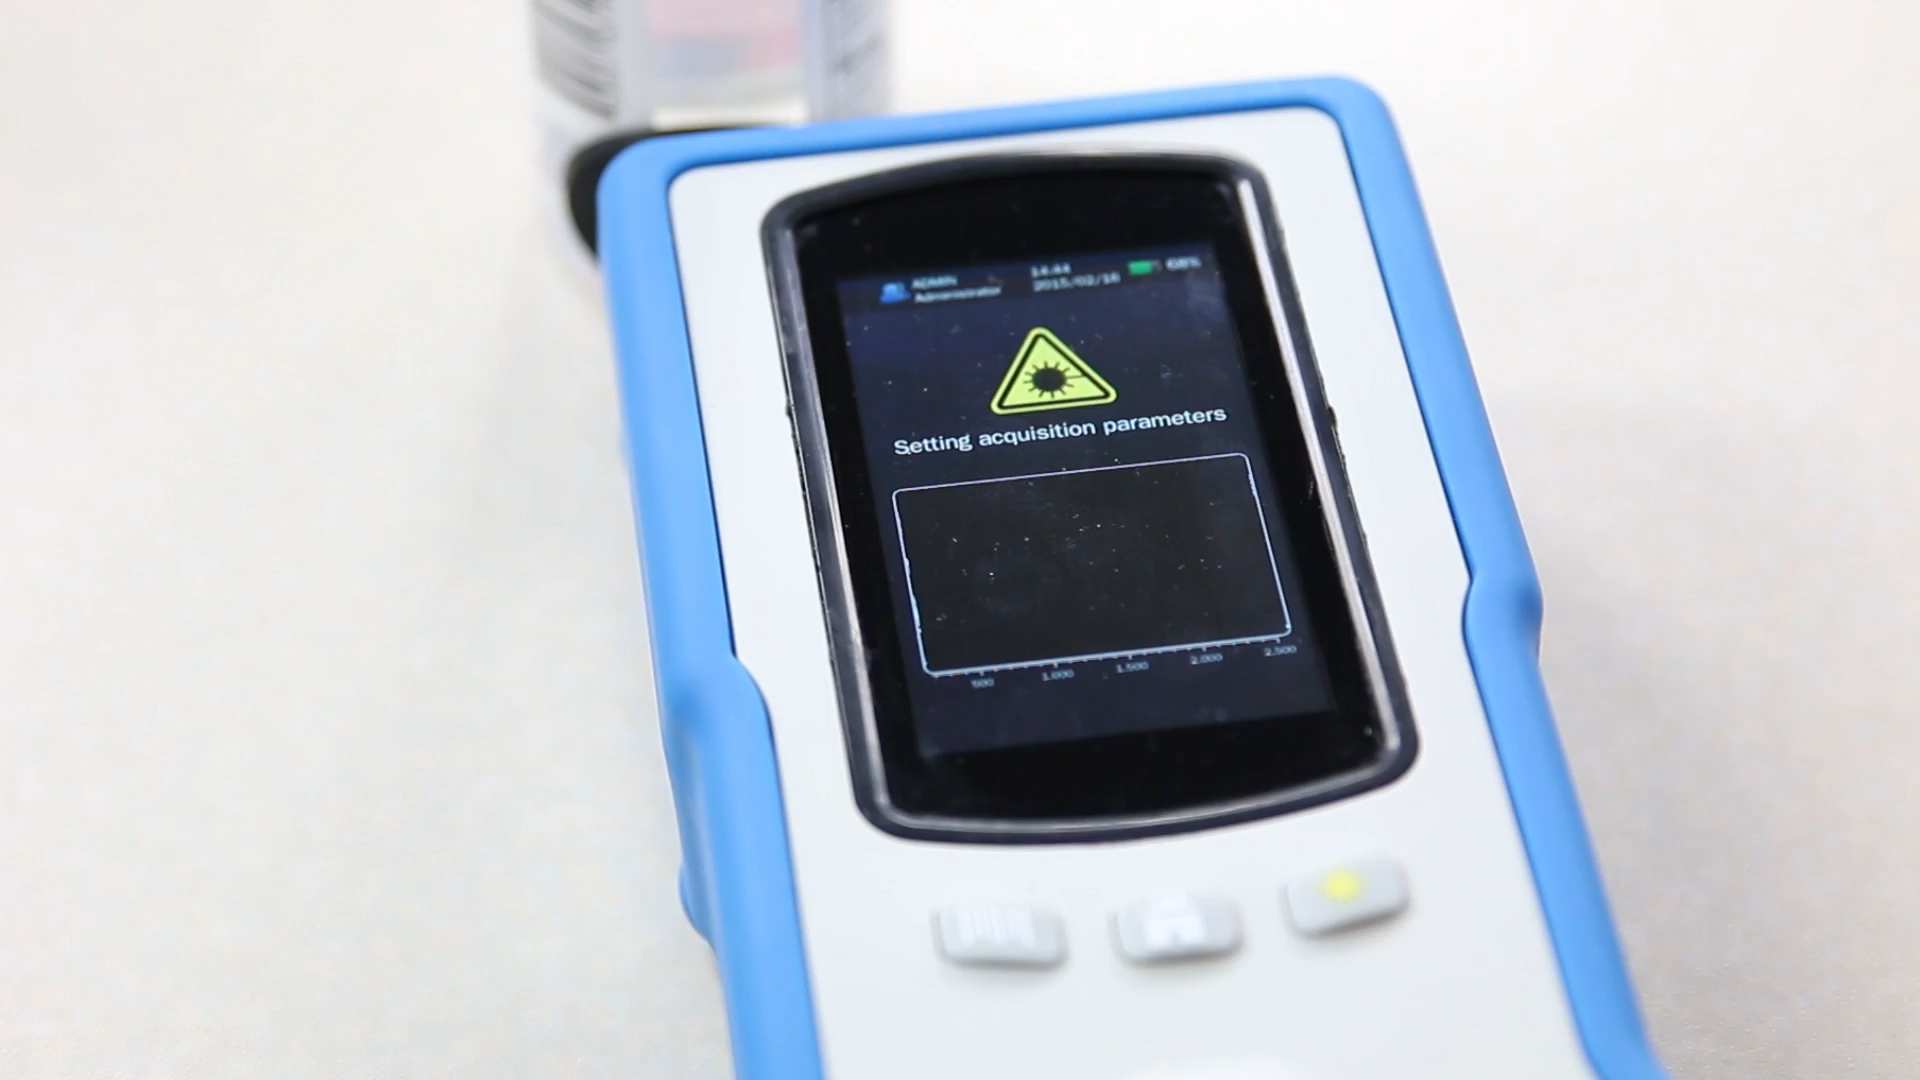 ADMIN
Administrator
14:44
2015/02/16
68%
Setting acquisition parameters
500 1.000 1.500 2.000 2.500